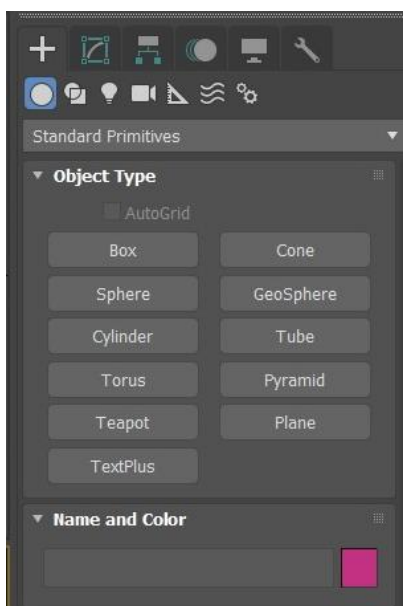 Standard Primitives
Object Type
AutoGrid
Box Cone
Sphere GeoSphere
Cylinder Tube
Torus Pyramid
Teapot Plane
TextPlus
Name and Color